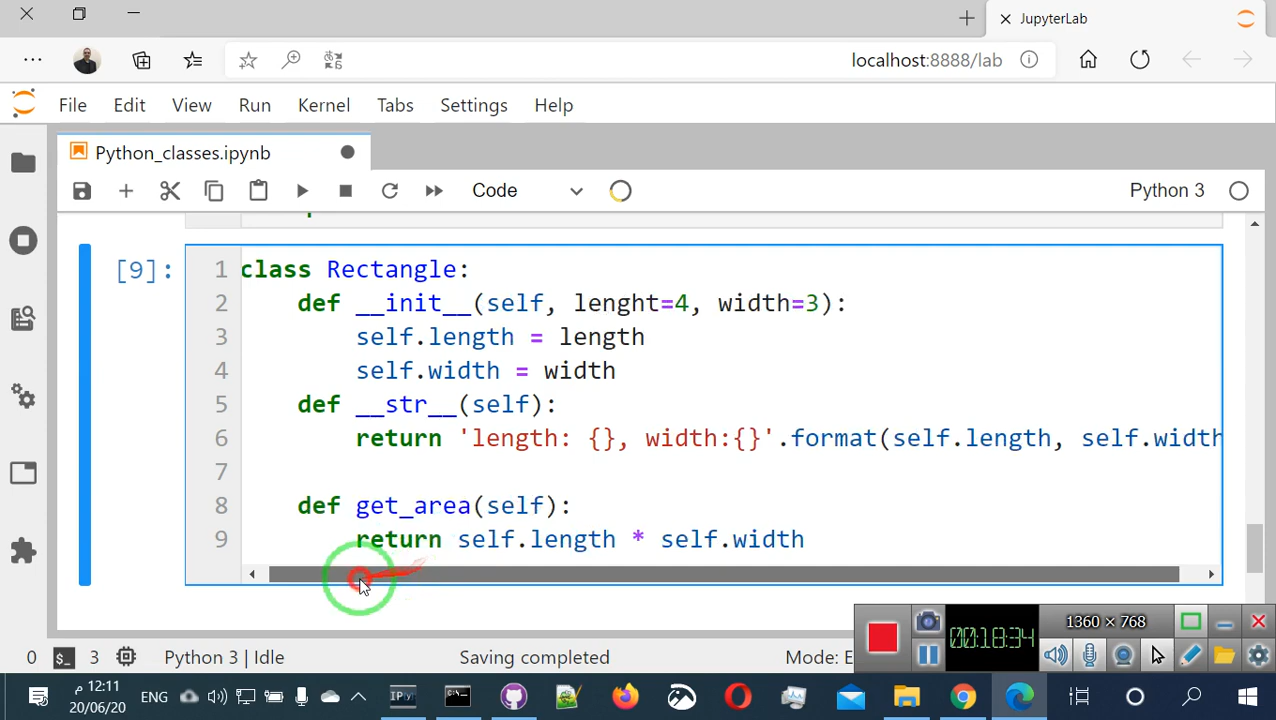 JupyterLab
localhost:8888/lab
File Edit View Run Kernel Tabs Settings Help
Python_classes.ipynb
Code Python 3
[9]:
1 class Rectangle:
2 def __init__(self, lenght=4, width=3):
3 self.length = length
4 self.width = width
5 def __str__(self):
6 return 'length: {}, width:{}'.format(self.length, self.width
7
8 def get_area(self):
9 return self.length * self.width
1360 × 768
00:18:34
0 3 Python 3 | Idle Saving completed Mode: E
12:11 م
20/06/20
ENG
IPy